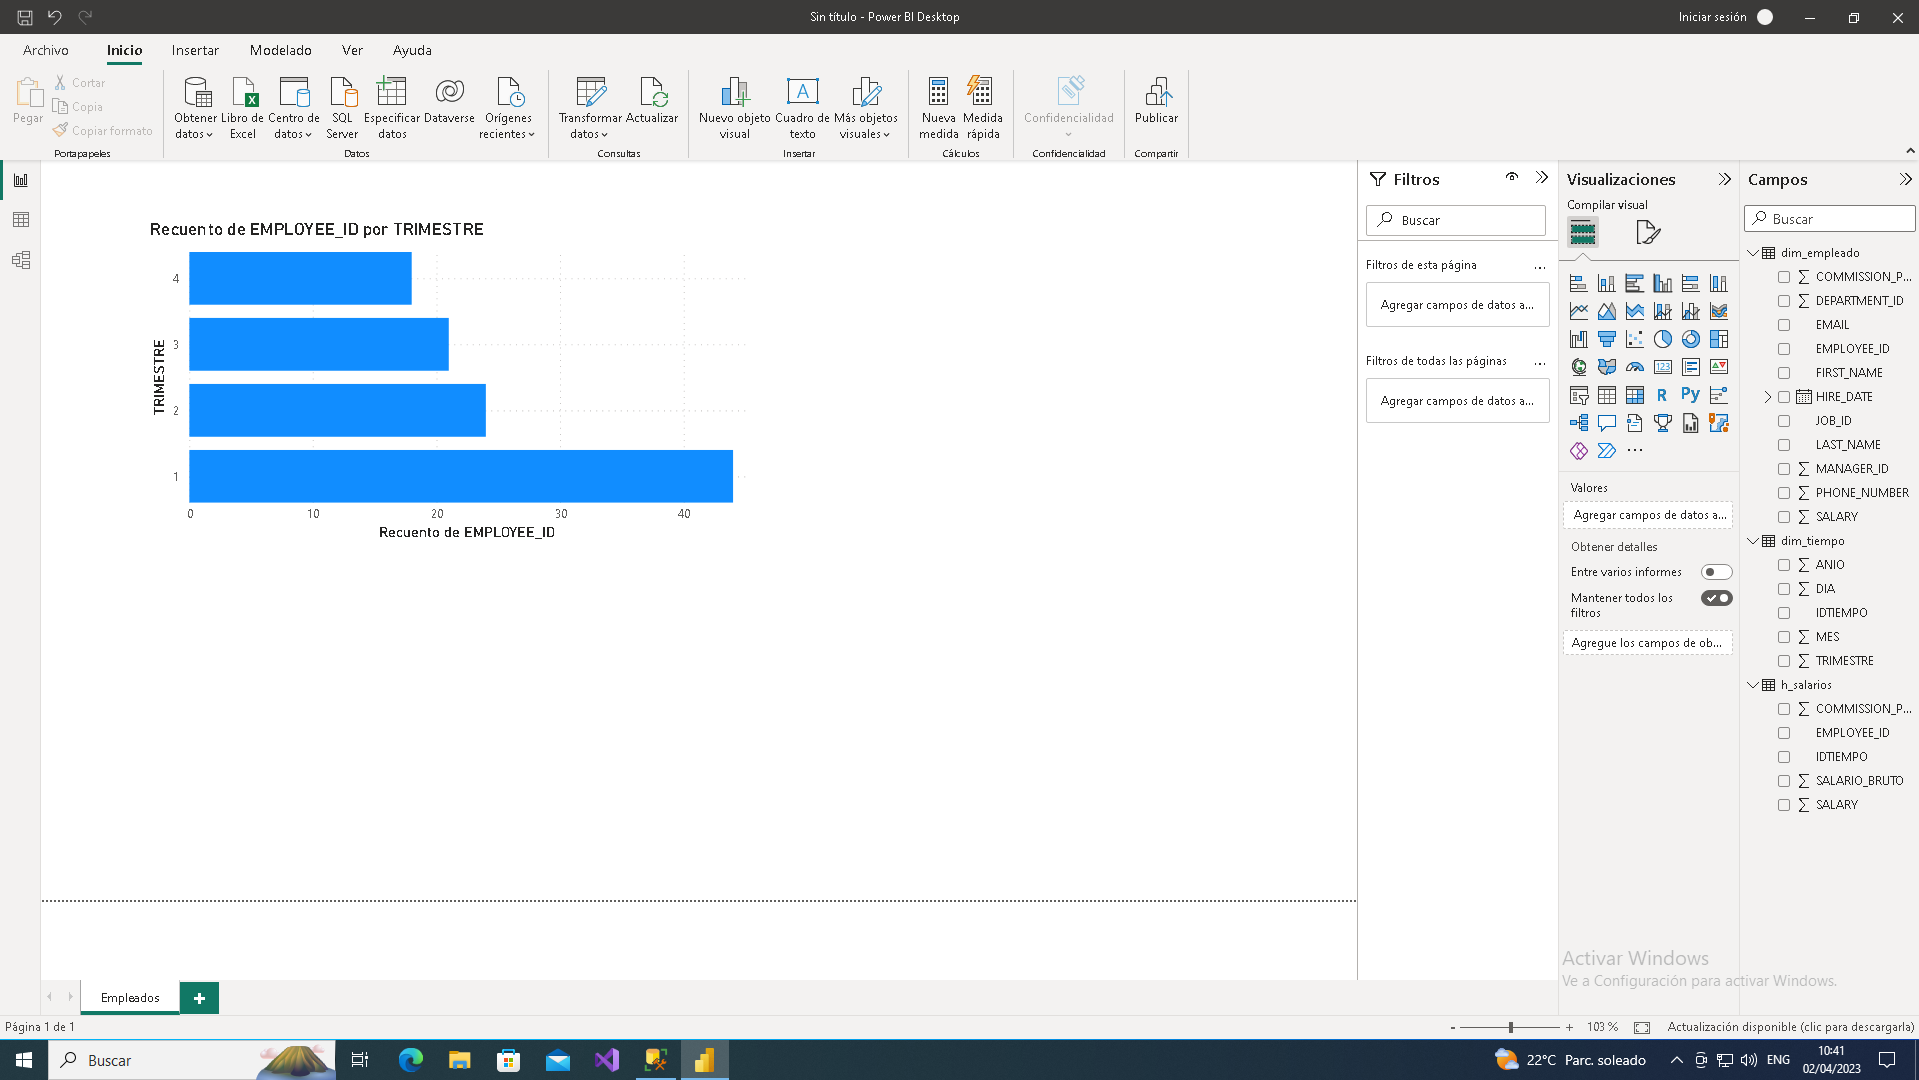 Sin título - Power BI Desktop
Iniciar sesión
Archivo
Inicio
Insertar
Modelado
Ver
Ayuda
Pegar
Cortar
Copia
Copiar formato
Portapapeles
Obtener datos
Libro de Excel
Centro de datos
SQL Server
Especificar datos
Dataverse
Orígenes recientes
Datos
Transformar datos
Actualizar
Consultas
Nuevo objeto visual
Cuadro de texto
Más objetos visuales
Insertar
Nueva medida
Medida rápida
Cálculos
Confidencialidad
Confidencialidad
Publicar
Compartir
Recuento de EMPLOYEE_ID por TRIMESTRE
TRIMESTRE
4
3
2
1
0
10
20
30
40
Recuento de EMPLOYEE_ID
Filtros
Buscar
Filtros de esta página
...
Agregar campos de datos a...
Filtros de todas las páginas
...
Agregar campos de datos a...
Visualizaciones
Compilar visual
123
R
Py
...
Valores
Agregar campos de datos a...
Obtener detalles
Entre varios informes
Mantener todos los
filtros
Agregue los campos de ob...
Campos
Buscar
dim_empleado
COMMISSION_P...
DEPARTMENT_ID
EMAIL
EMPLOYEE_ID
FIRST_NAME
HIRE_DATE
JOB_ID
LAST_NAME
MANAGER_ID
PHONE_NUMBER
SALARY
dim_tiempo
ANIO
DIA
IDTIEMPO
MES
TRIMESTRE
h_salarios
COMMISSION_P...
EMPLOYEE_ID
IDTIEMPO
SALARIO_BRUTO
SALARY
Activar Windows
Ve a Configuración para activar Windows.
Empleados
Página 1 de 1
- + 103 %
Actualización disponible (clic para descargarla)
Buscar
22°C Parc. soleado
ENG
10:41
02/04/2023